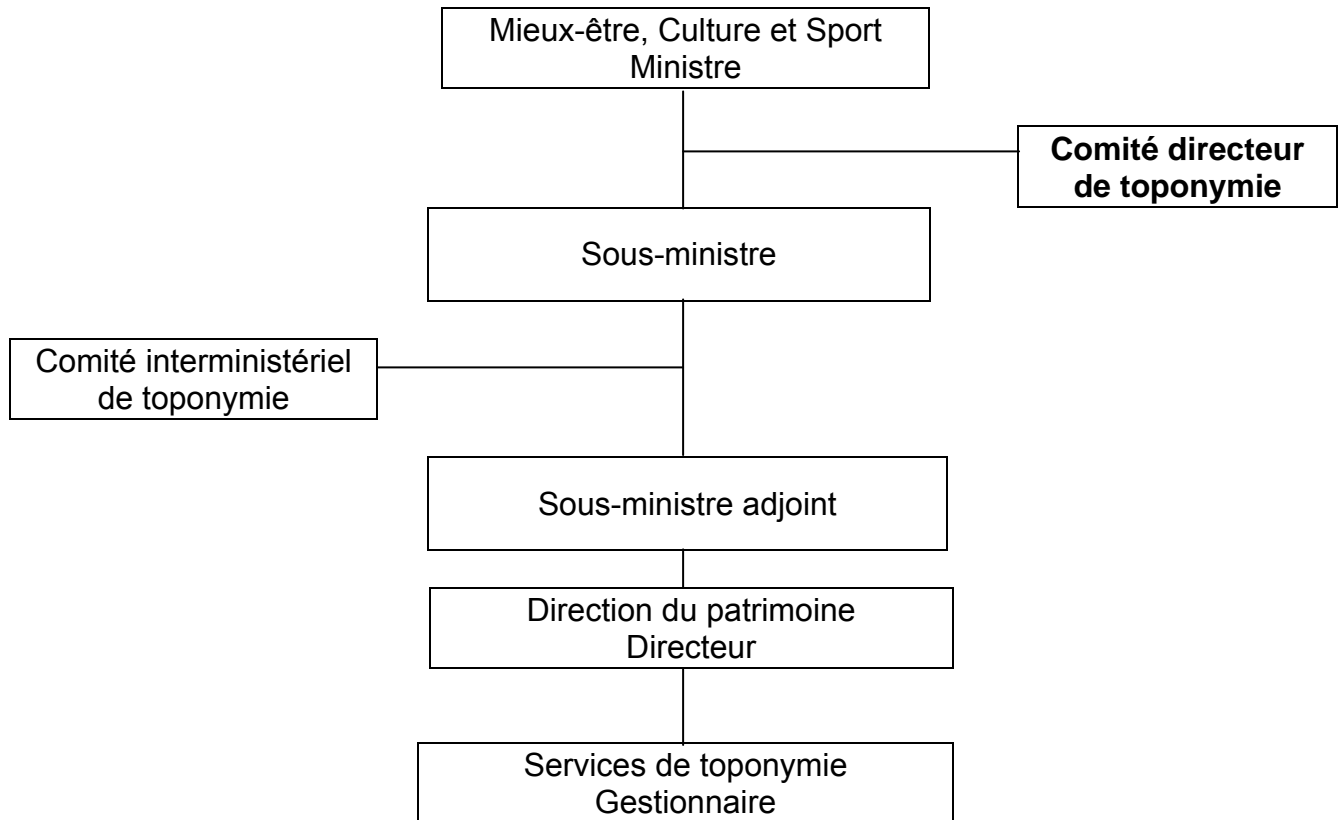 Mieux-être, Culture et Sport
Ministre
Comité directeur
de toponymie
Sous-ministre
Comité interministériel
de toponymie
Sous-ministre adjoint
Direction du patrimoine
Directeur
Services de toponymie
Gestionnaire